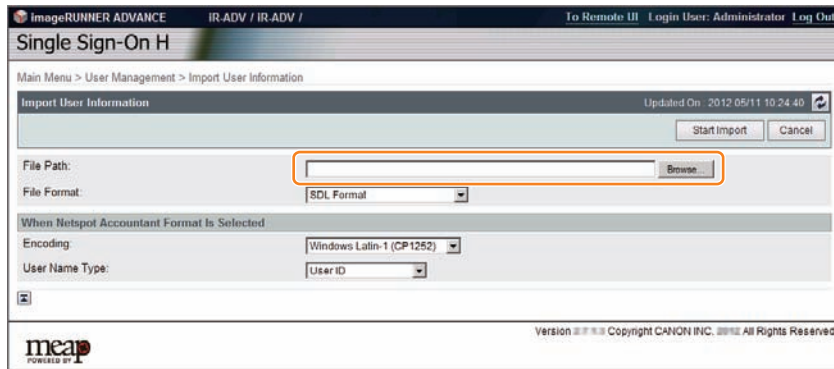 imageRUNNER ADVANCE IR-ADV / IR-ADV / To Remote UI Login User: Administrator Log Out
Single Sign-On H
Main Menu > User Management > Import User Information
Import User Information Updated On : 2012 05/11 10:24:40
Start Import Cancel
File Path: Browse...
File Format: SDL Format
When Netspot Accountant Format Is Selected
Encoding: Windows Latin-1 (CP1252)
User Name Type: User ID
Version Copyright CANON INC. All Rights Reserved
meap
POWERED BY